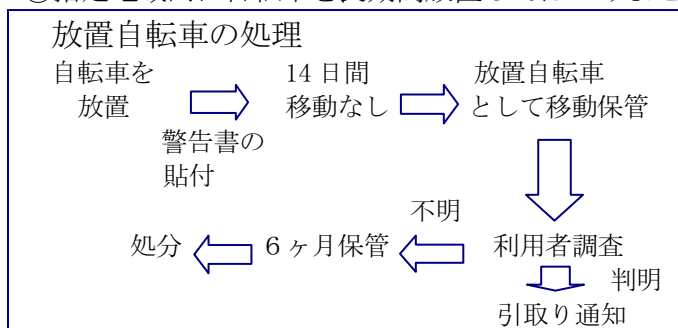 放置自転車の処理
自転車を
放置
警告書の
貼付
14日間
移動なし
放置自転車
として移動保管
利用者調査
不明
6ヶ月保管
処分
判明
引取り通知